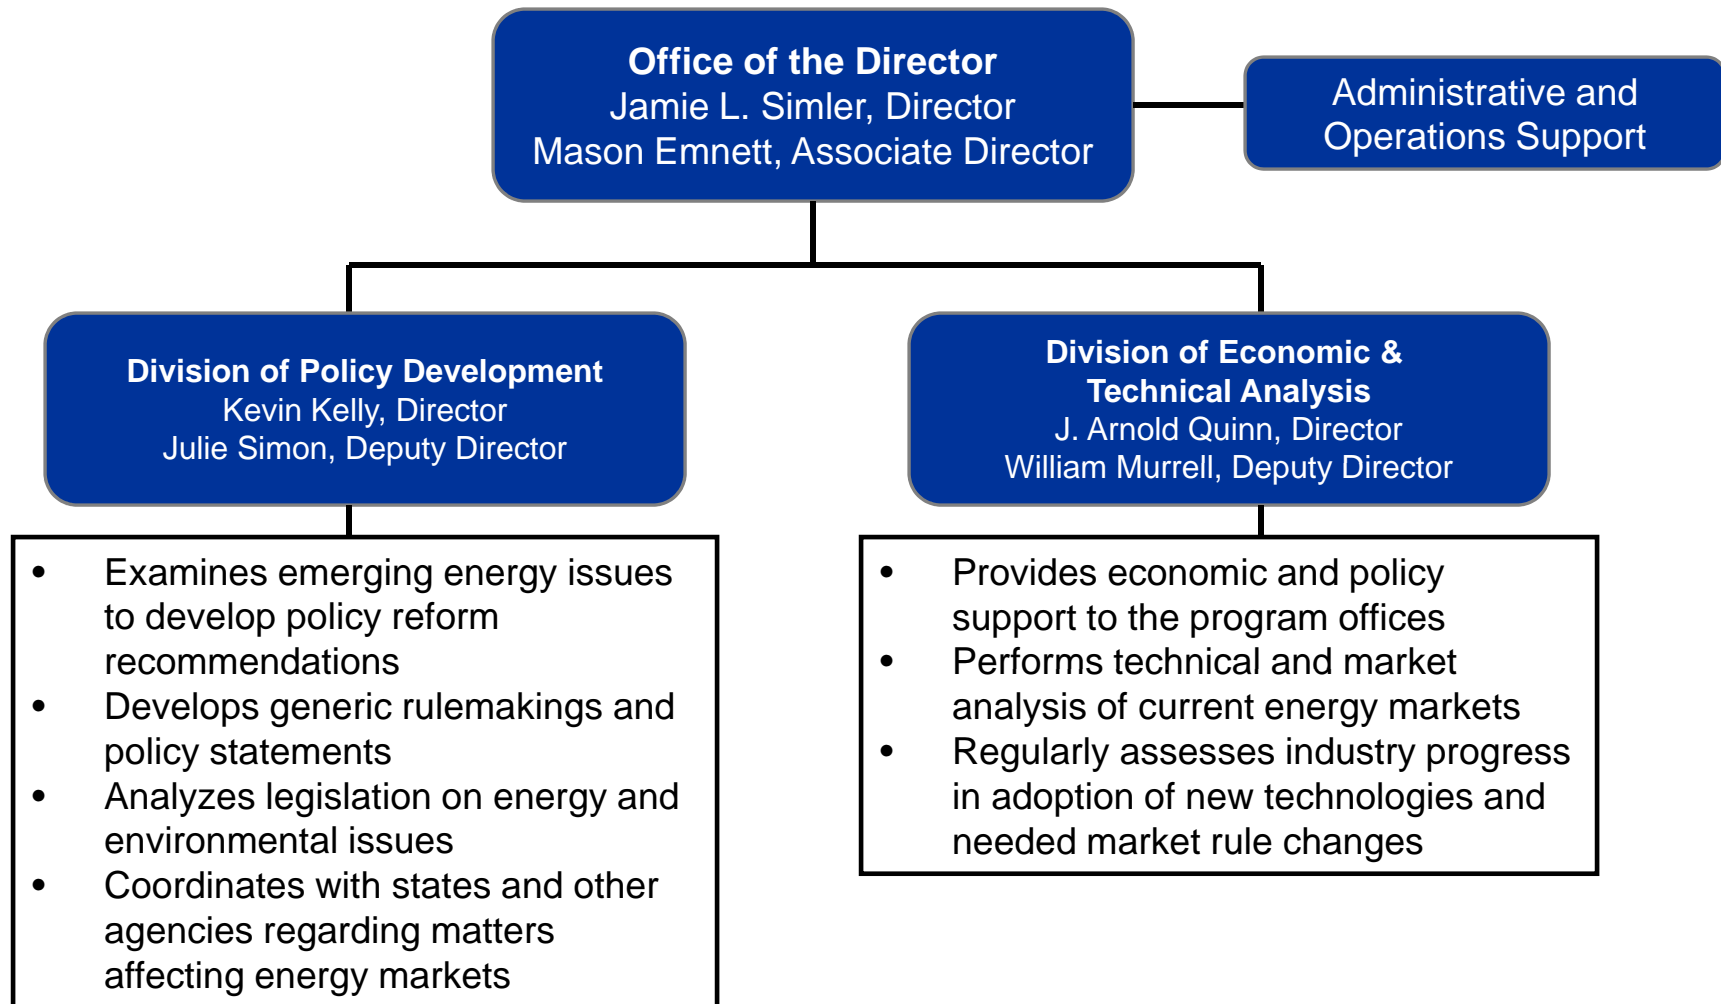 Office of the Director
Jamie L. Simler, Director
Mason Emnett, Associate Director
Administrative and
Operations Support
Division of Policy Development
Kevin Kelly, Director
Julie Simon, Deputy Director
Division of Economic &
Technical Analysis
J. Arnold Quinn, Director
William Murrell, Deputy Director
• Examines emerging energy issues
to develop policy reform
recommendations
• Develops generic rulemakings and
policy statements
• Analyzes legislation on energy and
environmental issues
• Coordinates with states and other
agencies regarding matters
affecting energy markets
• Provides economic and policy
support to the program offices
• Performs technical and market
analysis of current energy markets
• Regularly assesses industry progress
in adoption of new technologies and
needed market rule changes